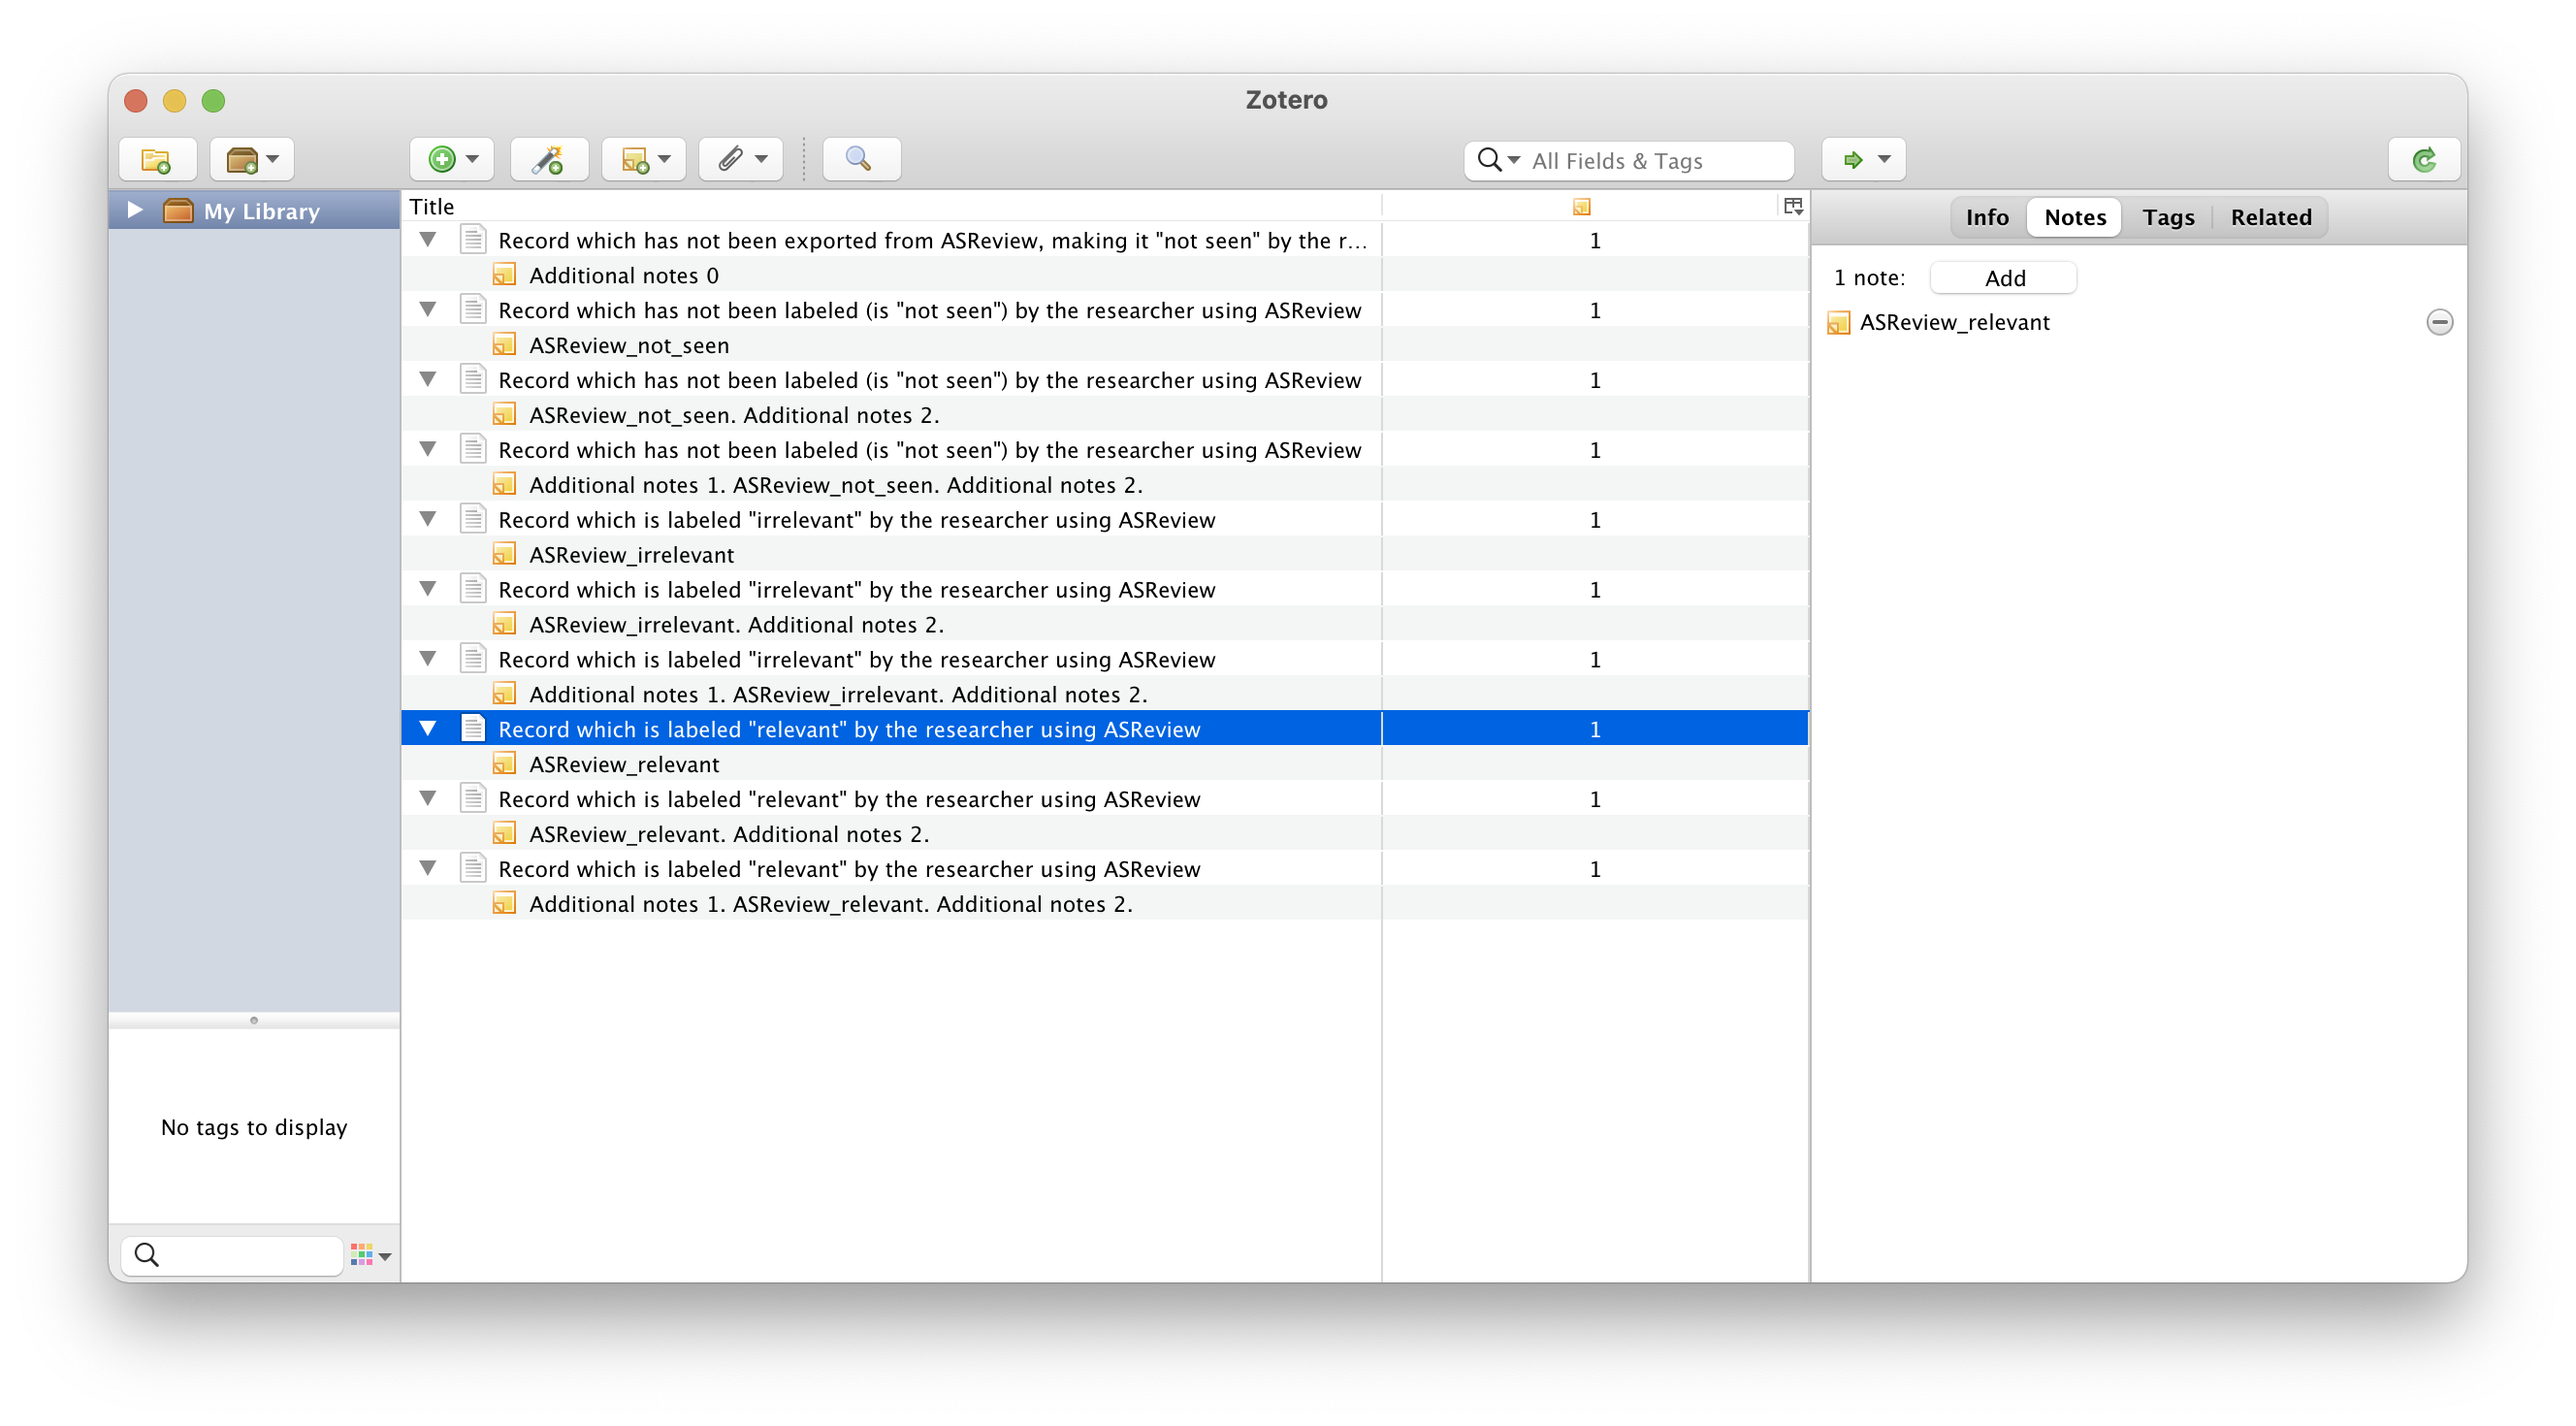 Zotero
All Fields & Tags
My Library
Title
Record which has not been exported from ASReview, making it "not seen" by the r... 1
Additional notes 0
Record which has not been labeled (is "not seen") by the researcher using ASReview 1
ASReview_not_seen
Record which has not been labeled (is "not seen") by the researcher using ASReview 1
ASReview_not_seen. Additional notes 2.
Record which has not been labeled (is "not seen") by the researcher using ASReview 1
Additional notes 1. ASReview_not_seen. Additional notes 2.
Record which is labeled "irrelevant" by the researcher using ASReview 1
ASReview_irrelevant
Record which is labeled "irrelevant" by the researcher using ASReview 1
ASReview_irrelevant. Additional notes 2.
Record which is labeled "irrelevant" by the researcher using ASReview 1
Additional notes 1. ASReview_irrelevant. Additional notes 2.
Record which is labeled "relevant" by the researcher using ASReview 1
ASReview_relevant
Record which is labeled "relevant" by the researcher using ASReview 1
ASReview_relevant. Additional notes 2.
Record which is labeled "relevant" by the researcher using ASReview 1
Additional notes 1. ASReview_relevant. Additional notes 2.
Info Notes Tags Related
1 note: Add
ASReview_relevant
No tags to display